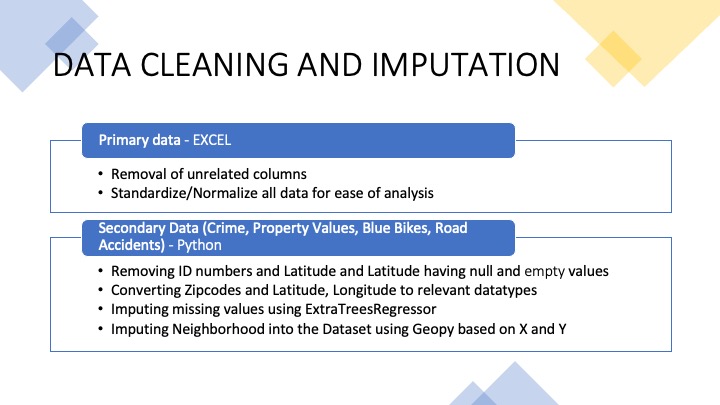 DATA CLEANING AND IMPUTATION
Primary data - EXCEL
• Removal of unrelated columns
• Standardize/Normalize all data for ease of analysis
Secondary Data (Crime, Property Values, Blue Bikes, Road
Accidents) - Python
• Removing ID numbers and Latitude and Latitude having null and empty values
• Converting Zipcodes and Latitude, Longitude to relevant datatypes
• Imputing missing values using ExtraTreesRegressor
• Imputing Neighborhood into the Dataset using Geopy based on X and Y